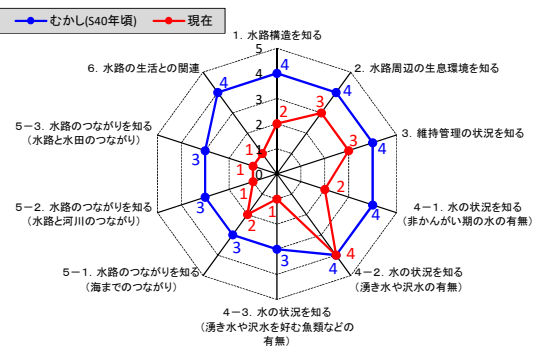 むかし(S40年頃) 現在
1. 水路構造を知る
2. 水路周辺の生息環境を知る
3. 維持管理の状況を知る
4－1. 水の状況を知る
(非かんがい期の水の有無)
4－2. 水の状況を知る
(湧き水や沢水の有無)
4－3. 水の状況を知る
(湧き水や沢水を好む魚類などの
有無)
5－1. 水路のつながりを知る
(海までのつながり)
5－2. 水路のつながりを知る
(水路と河川のつながり)
5－3. 水路のつながりを知る
(水路と水田のつながり)
6. 水路の生活との関連
5
4
3
2
1
0
4
4
4
4
4
3
3
3
3
4
2
3
3
2
4
1
2
1
1
1